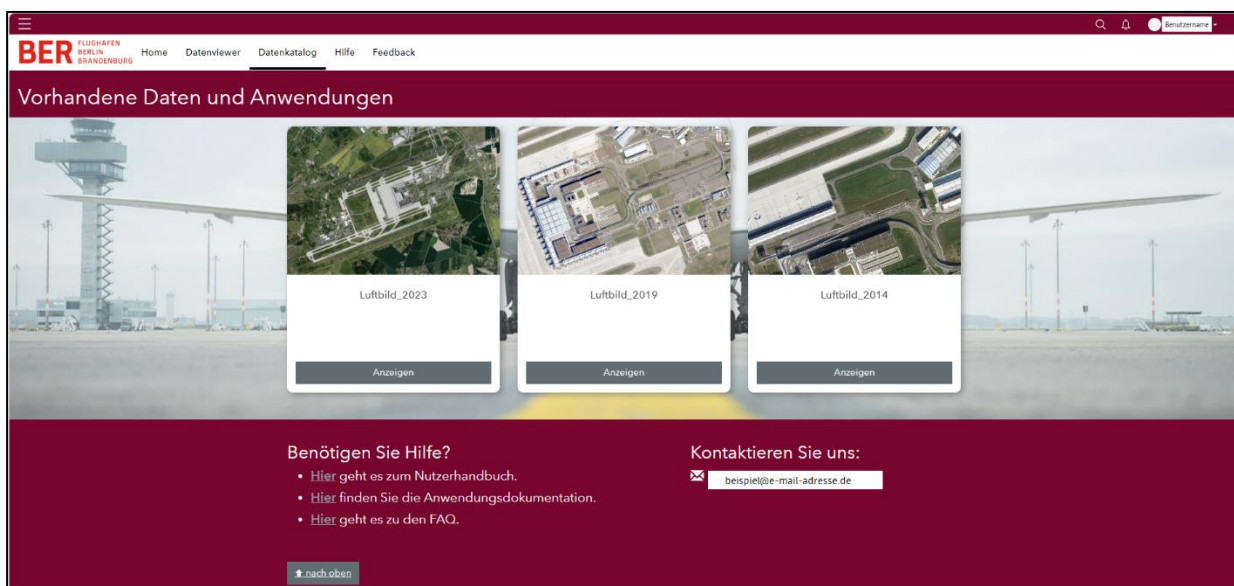 Benutzername
BER FLUGHAFEN
BERLIN
BRANDENBURG
Home Datenviewer Datenkatalog Hilfe Feedback
Vorhandene Daten und Anwendungen
Luftbild_2023 Luftbild_2019 Luftbild_2014
Anzeigen Anzeigen Anzeigen
Benötigen Sie Hilfe?
• Hier geht es zum Nutzerhandbuch.
• Hier finden Sie die Anwendungsdokumentation.
• Hier geht es zu den FAQ.
Kontaktieren Sie uns:
beispiel@e-mail-adresse.de
nach oben